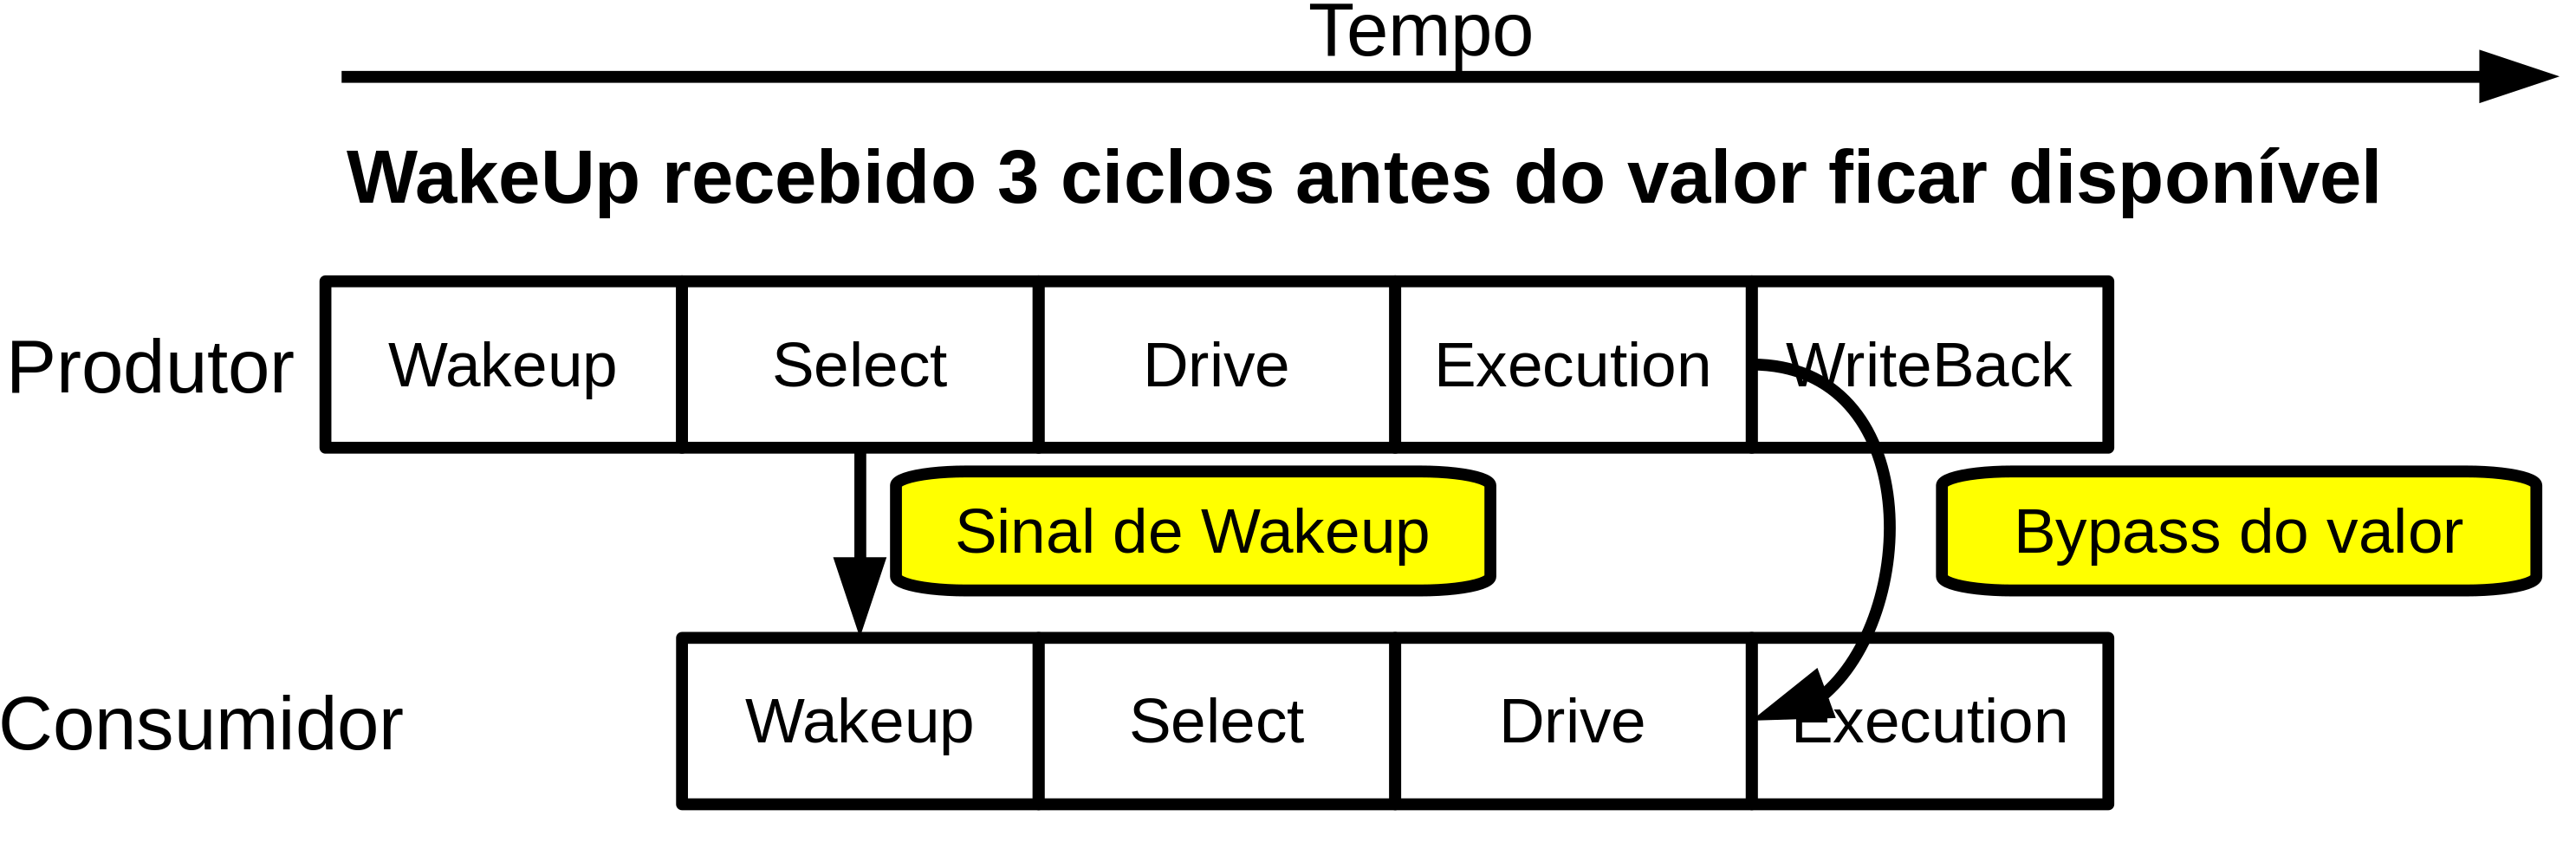 Tempo
WakeUp recebido 3 ciclos antes do valor ficar disponível
Produtor
Wakeup
Select
Drive
Execution
WriteBack
Sinal de Wakeup
Bypass do valor
Consumidor
Wakeup
Select
Drive
Execution